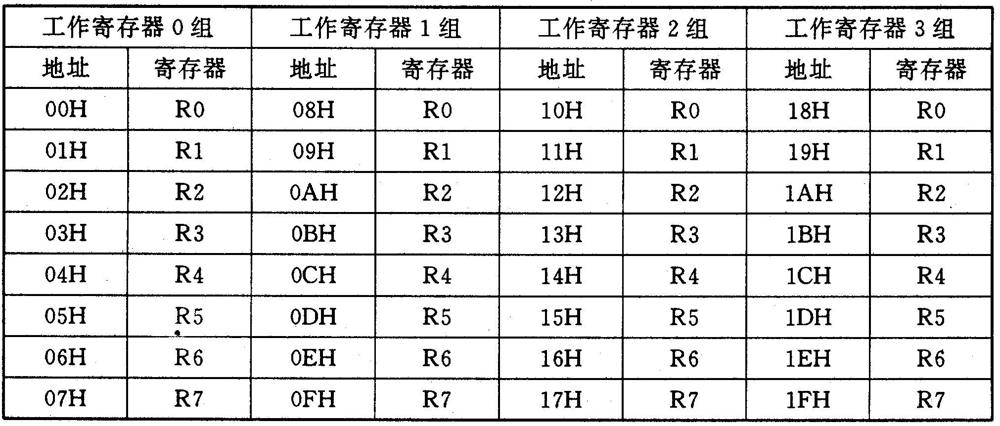 工作寄存器 0 组 工作寄存器 1 组 工作寄存器 2 组 工作寄存器 3 组
地址 寄存器 地址 寄存器 地址 寄存器 地址 寄存器
00H R0 08H R0 10H R0 18H R0
01H R1 09H R1 11H R1 19H R1
02H R2 0AH R2 12H R2 1AH R2
03H R3 0BH R3 13H R3 1BH R3
04H R4 0CH R4 14H R4 1CH R4
05H R5 0DH R5 15H R5 1DH R5
06H R6 0EH R6 16H R6 1EH R6
07H R7 0FH R7 17H R7 1FH R7